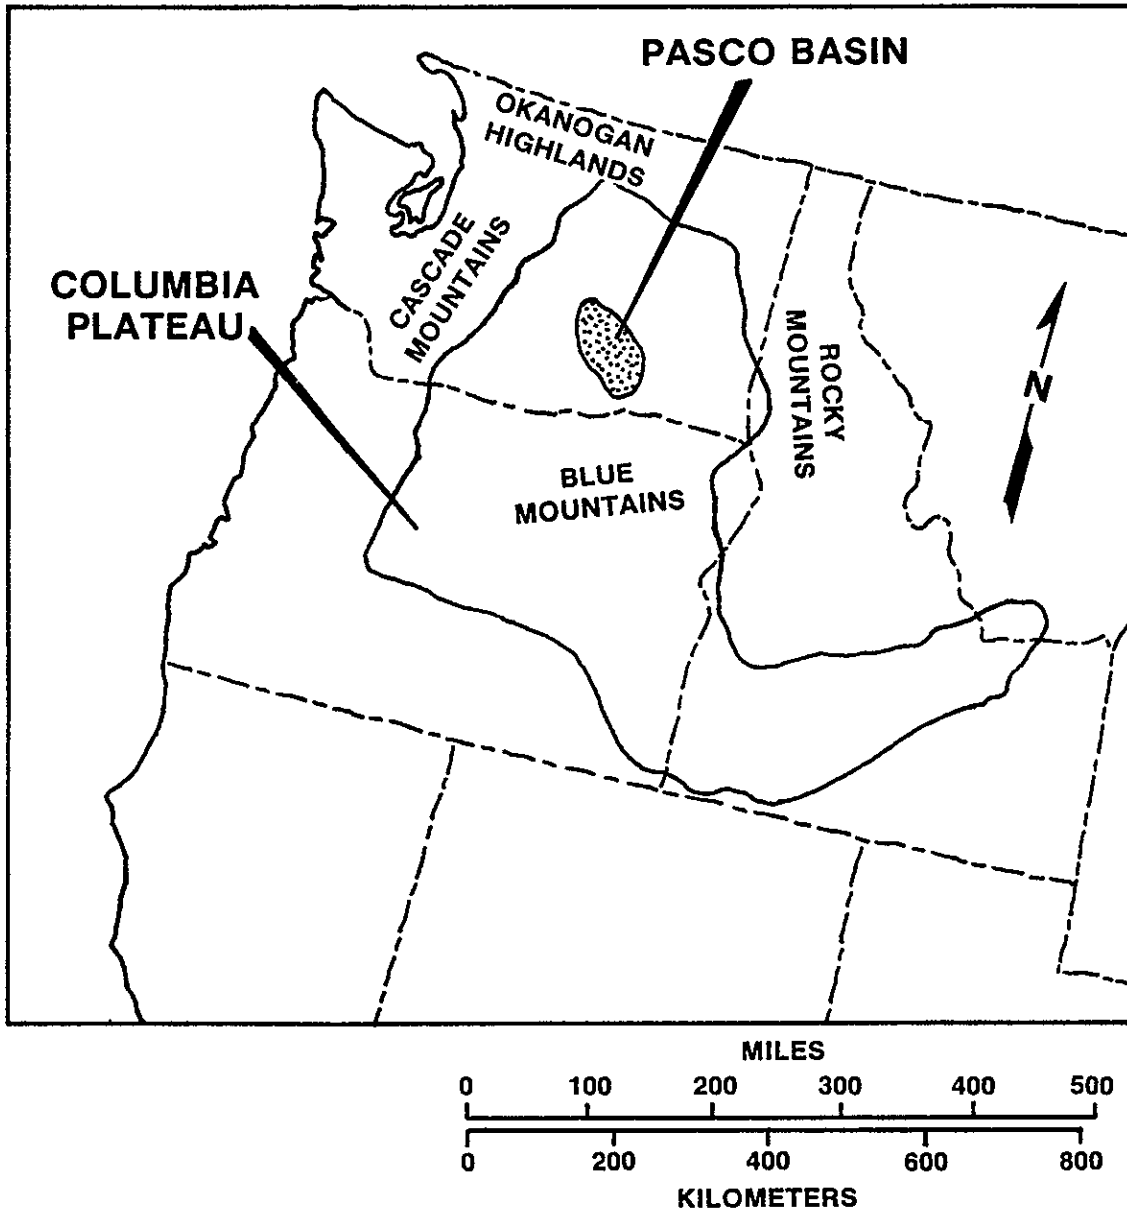 PASCO BASIN
OKANOGAN
HIGHLANDS
CASCADE
MOUNTAINS
COLUMBIA
PLATEAU
ROCKY
MOUNTAINS
N
BLUE
MOUNTAINS
MILES
0 100 200 300 400 500
0 200 400 600 800
KILOMETERS